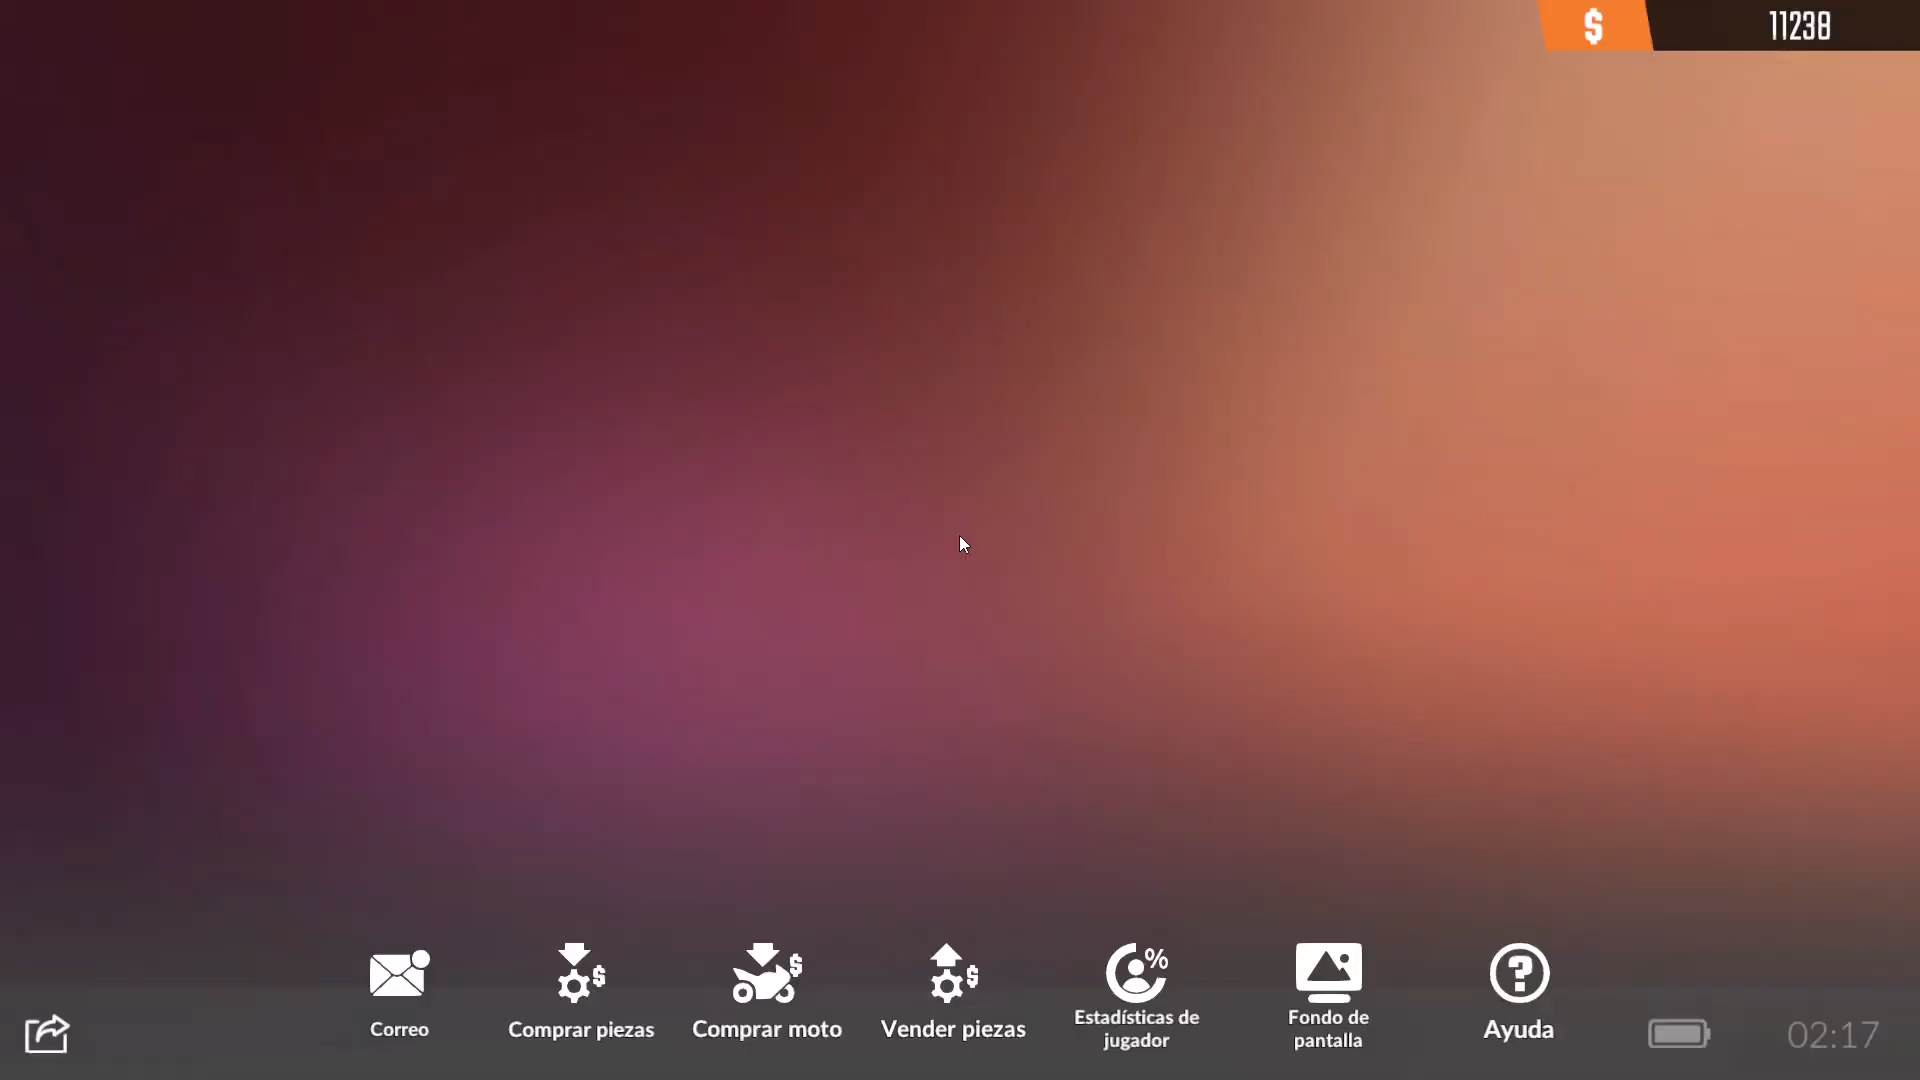 $ 11238
Correo
Comprar piezas
Comprar moto
Vender piezas
Estadísticas de
jugador
Fondo de
pantalla
Ayuda
02:17